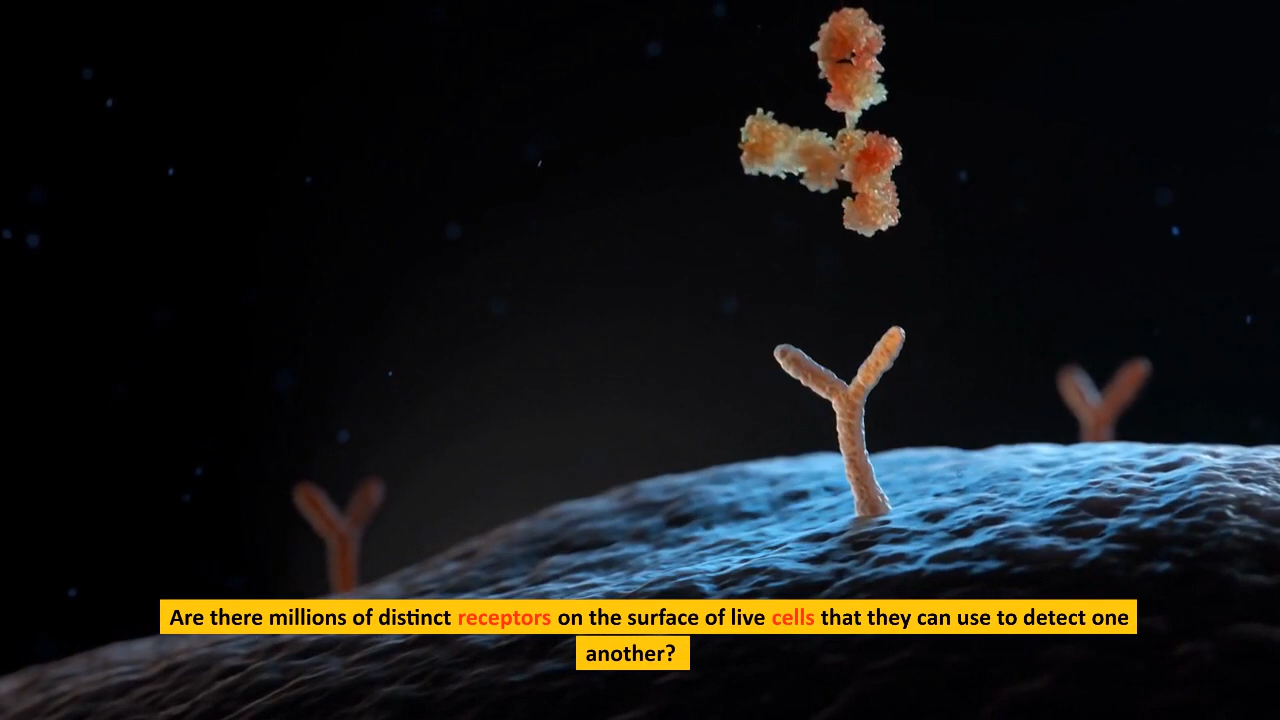 Are there millions of distinct receptors on the surface of live cells that they can use to detect one
another?